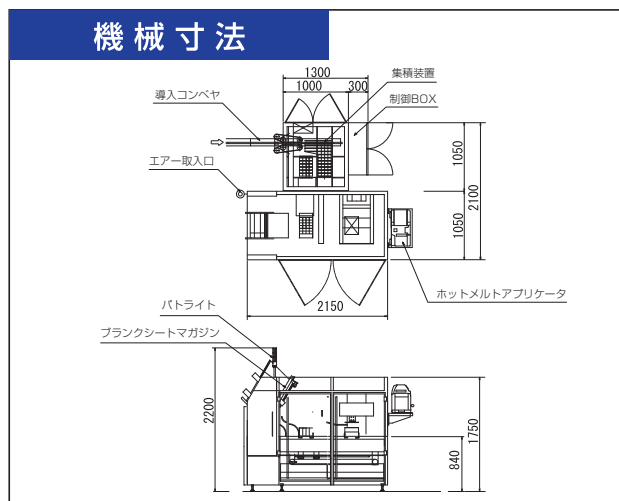 機械寸法
1300
集積装置
1000
300
導入コンベヤ
制御BOX
エアー取入口
1050
2100
1050
2150
ホットメルトアプリケータ
パトライト
ブランクシートマガジン
2200
1750
840